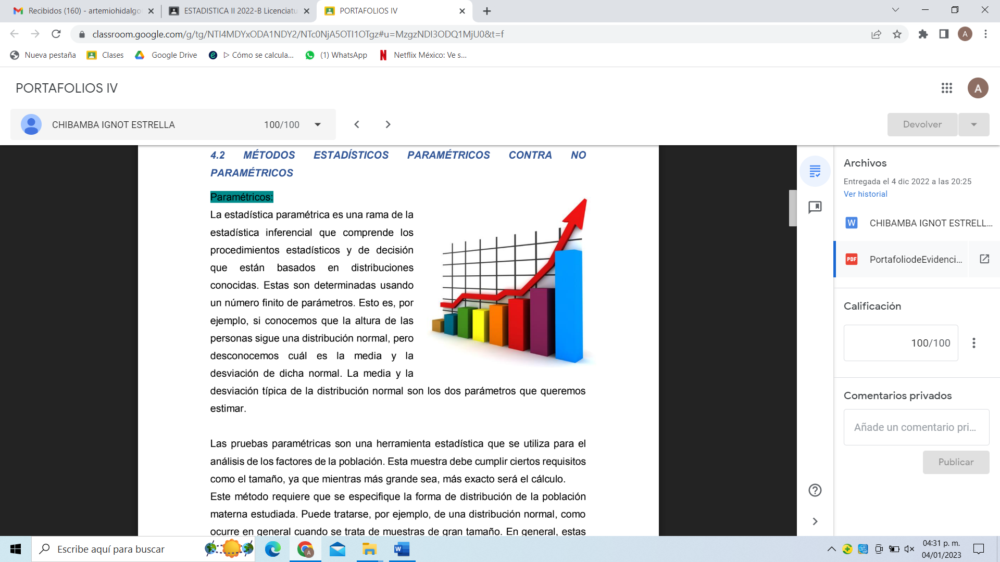 Recibidos (160) - artemiohidalgo
ESTADISTICA II 2022-B Licenciatu
PORTAFOLIOS IV
classroom.google.com/g/tg/NTI4MDYxODA1NDY2/NTc0NjA5OTI1OTgz#u=MzgzNDI3ODQ1MjU0&t=f
A
Nueva pestaña
Clases
Google Drive
Cómo se calcula...
(1) WhatsApp
Netflix México: Ve s...
PORTAFOLIOS IV
A
CHIBAMBA IGNOT ESTRELLA
100/100
Devolver
4.2 MÉTODOS ESTADÍSTICOS PARAMÉTRICOS CONTRA NO
PARAMÉTRICOS
Paramétricos:
La estadística paramétrica es una rama de la
estadística inferencial que comprende los
procedimientos estadísticos y de decisión
que están basados en distribuciones
conocidas. Estas son determinadas usando
un número finito de parámetros. Esto es, por
ejemplo, si conocemos que la altura de las
personas sigue una distribución normal, pero
desconocemos cuál es la media y la
desviación de dicha normal. La media y la
desviación típica de la distribución normal son los dos parámetros que queremos
estimar.
Las pruebas paramétricas son una herramienta estadística que se utiliza para el
análisis de los factores de la población. Esta muestra debe cumplir ciertos requisitos
como el tamaño, ya que mientras más grande sea, más exacto será el cálculo.
Este método requiere que se especifique la forma de distribución de la población
materna estudiada. Puede tratarse, por ejemplo, de una distribución normal, como
ocurre en general cuando se trata de muestras de gran tamaño. En general, estas
Archivos
Entregada el 4 dic 2022 a las 20:25
Ver historial
W
CHIBAMBA IGNOT ESTRELL...
PDF
PortafoliodeEvidenci...
Calificación
100/100
Comentarios privados
Añade un comentario pri...
Publicar
Escribe aquí para buscar
A
W
04:31 p. m.
04/01/2023